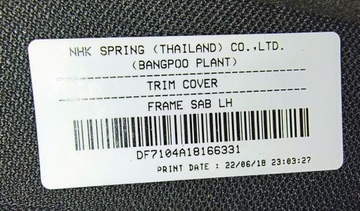 NHK SPRING (THAILAND) CO.,LTD.
(BANGPOO PLANT)
TRIM COVER
FRAME SAB LH
DF7104A18166331
PRINT DATE : 22/06/18 23:03:27